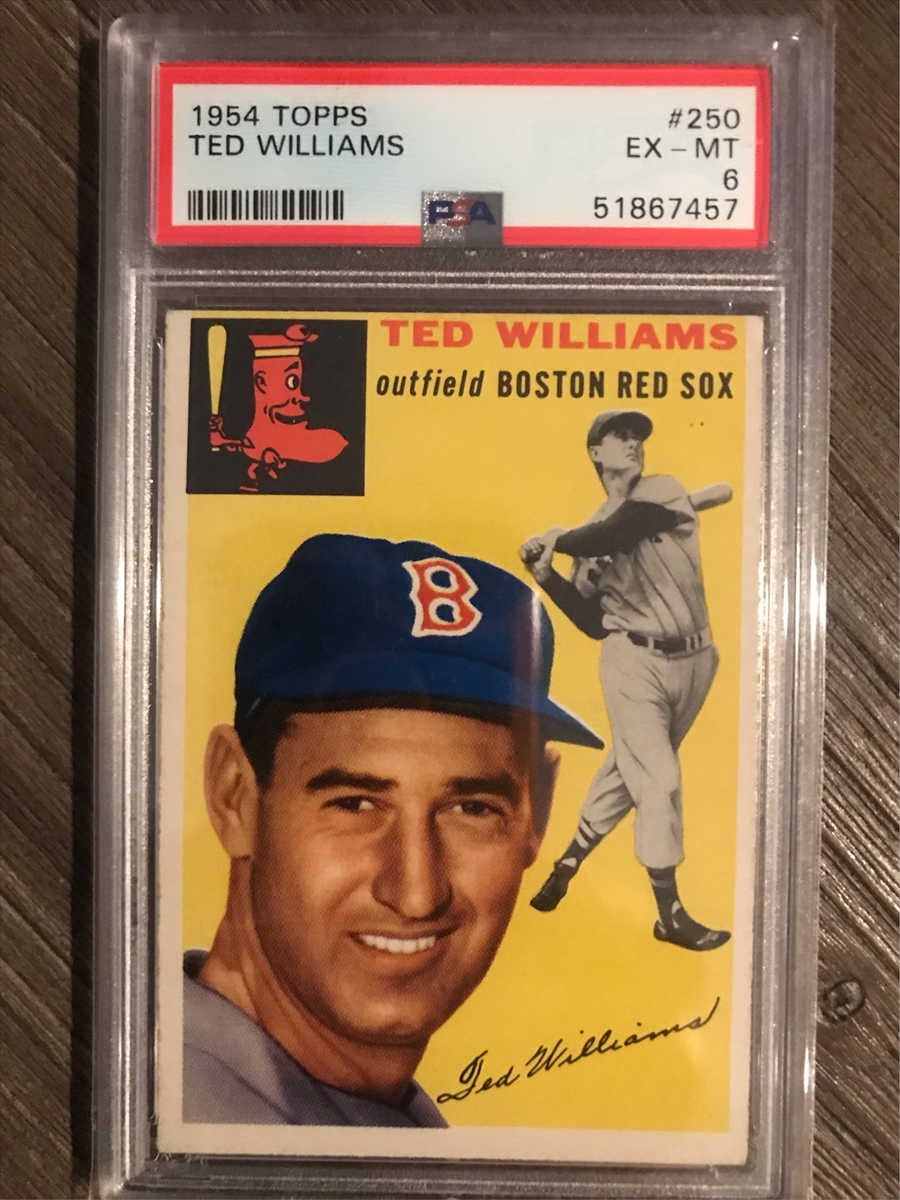 1954 TOPPS
TED WILLIAMS
#250
EX - MT
6
51867457
PSA
TED WILLIAMS
outfield BOSTON RED SOX
B
Ted Williams